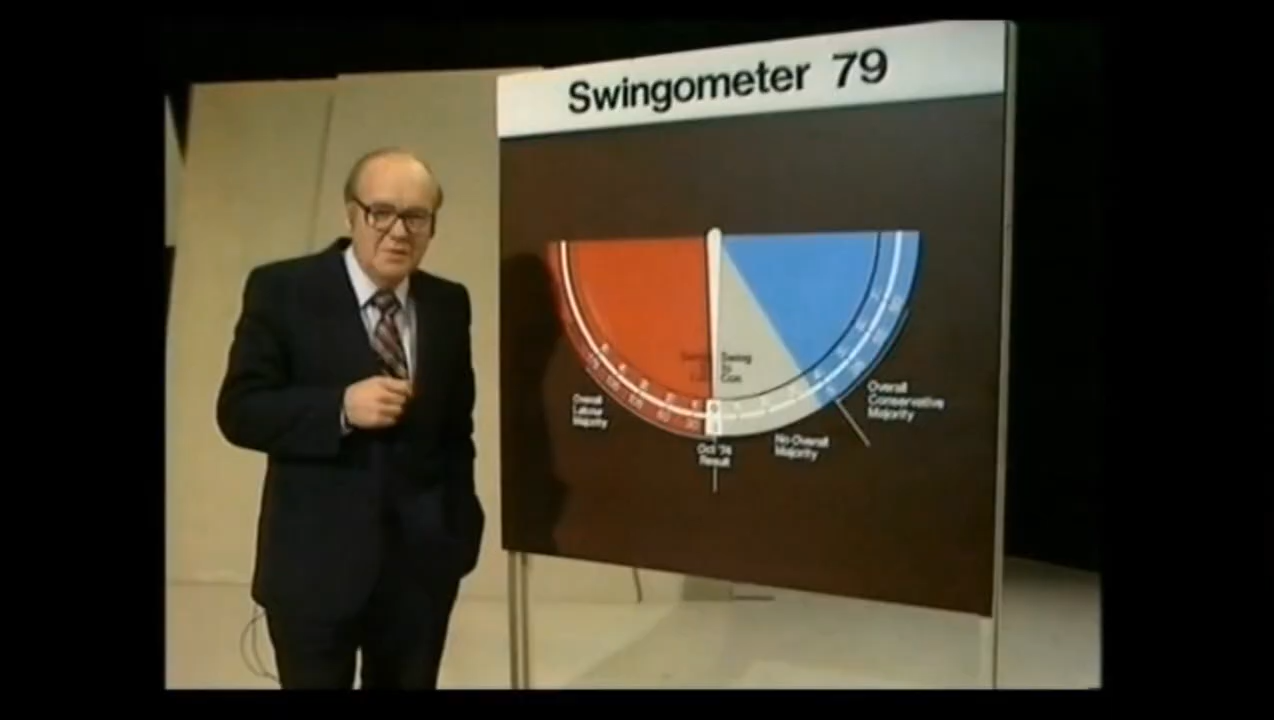 Swingometer 79
Swing
to
Con
Overall
Labour
Majority
Oct '74
Result
No Overall
Majority
Overall
Conservative
Majority